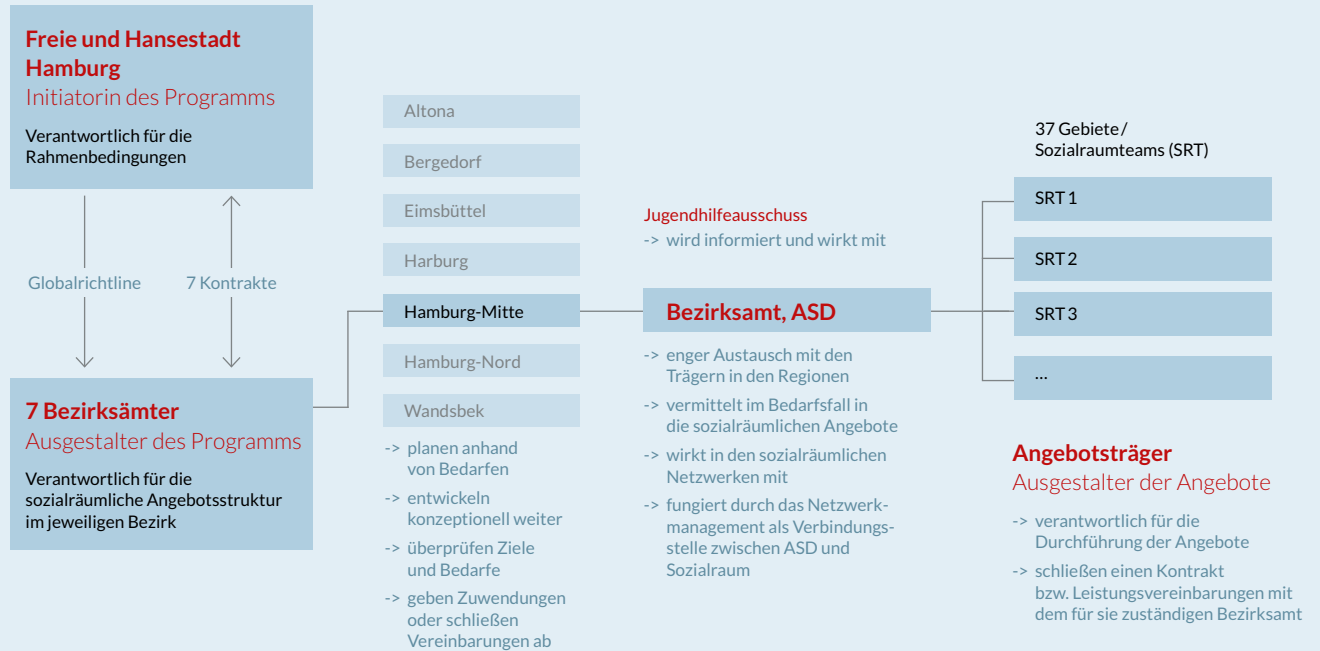 Freie und Hansestadt
Hamburg
Initiatorin des Programms
Verantwortlich für die
Rahmenbedingungen
Globalrichtline
7 Kontrakte
7 Bezirksämter
Ausgestalter des Programms
Verantwortlich für die
sozialräumliche Angebotsstruktur
im jeweiligen Bezirk
Altona
Bergedorf
Eimsbüttel
Harburg
Hamburg-Mitte
Hamburg-Nord
Wandsbek
-> planen anhand
von Bedarfen
-> entwickeln
konzeptionell weiter
-> überprüfen Ziele
und Bedarfe
-> geben Zuwendungen
oder schließen
Vereinbarungen ab
Jugendhilfeausschuss
-> wird informiert und wirkt mit
Bezirksamt, ASD
-> enger Austausch mit den
Trägern in den Regionen
-> vermittelt im Bedarfsfall in
die sozialräumlichen Angebote
-> wirkt in den sozialräumlichen
Netzwerken mit
-> fungiert durch das Netzwerk-
management als Verbindungs-
stelle zwischen ASD und
Sozialraum
37 Gebiete/
Sozialraumteams (SRT)
SRT 1
SRT 2
SRT 3
...
Angebotsträger
Ausgestalter der Angebote
-> verantwortlich für die
Durchführung der Angebote
-> schließen einen Kontrakt
bzw. Leistungsvereinbarungen mit
dem für sie zuständigen Bezirksamt